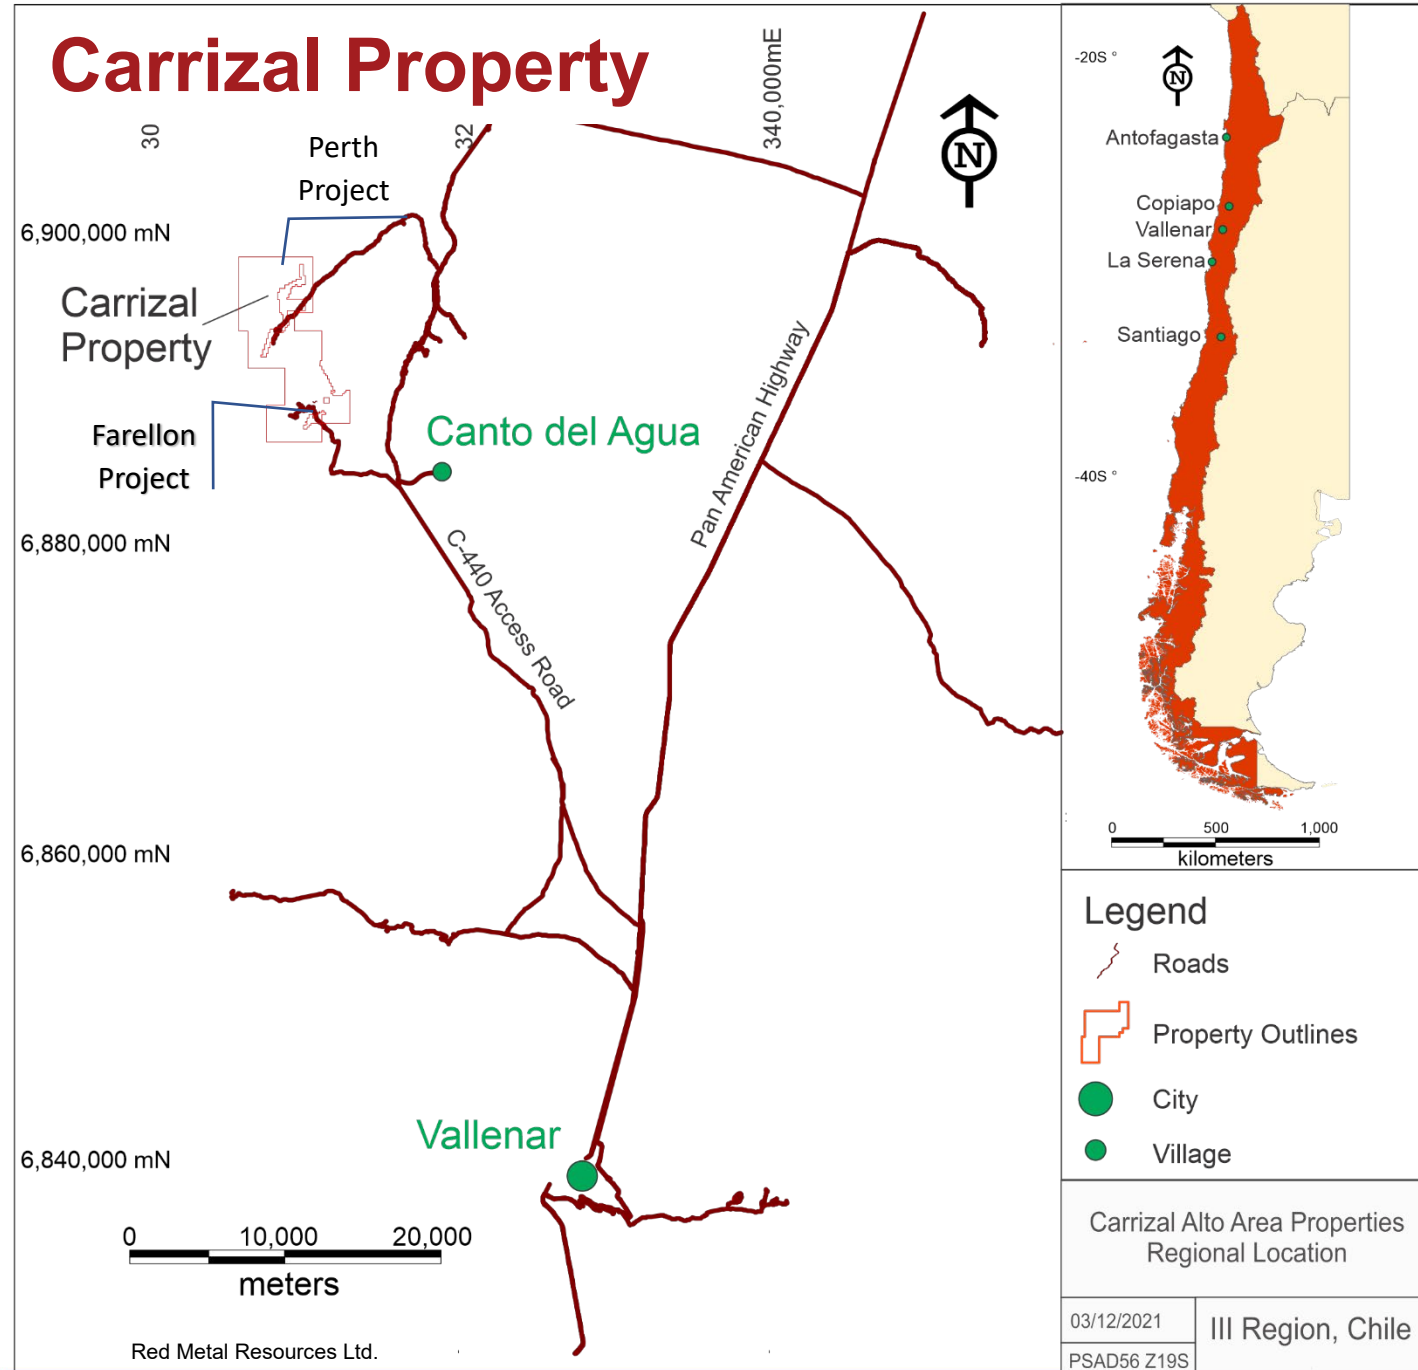 Carrizal Property
30
32
340,000mE
Perth
Project
6,900,000 mN
Carrizal
Property
Farellon
Project
Canto del Agua
6,880,000 mN
C-440 Access Road
Pan American Highway
6,860,000 mN
Vallenar
6,840,000 mN
0 10,000 20,000
meters
Red Metal Resources Ltd.
N
N
-20S °
Antofagasta
Copiapo
Vallenar
La Serena
Santiago
-40S °
0 500 1,000
kilometers
Legend
Roads
Property Outlines
City
Village
Carrizal Alto Area Properties
Regional Location
03/12/2021
III Region, Chile
PSAD56 Z19S